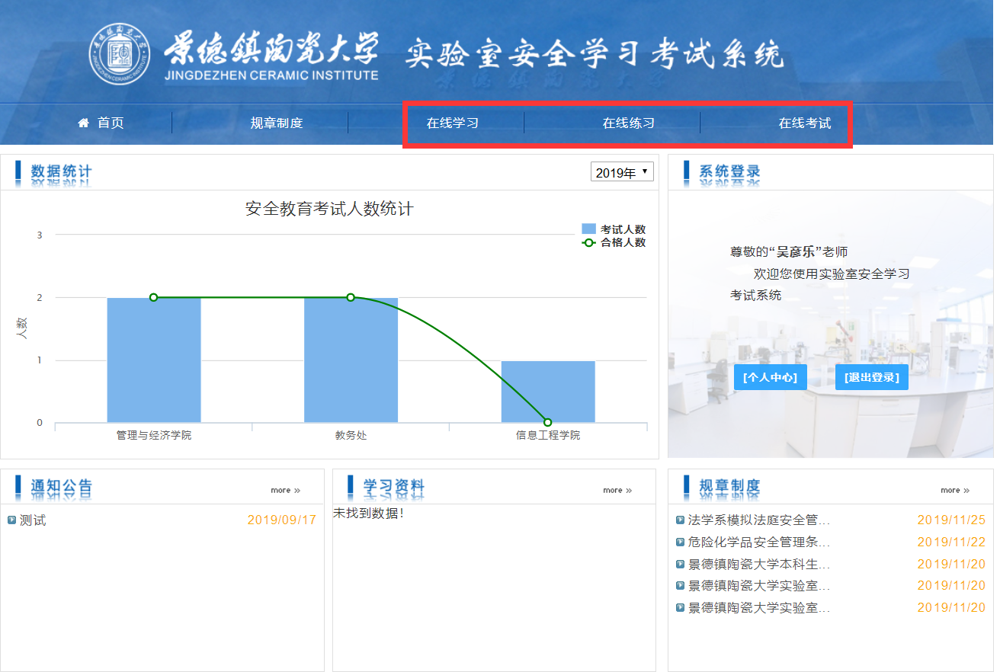 景德镇陶瓷大学
JINGDEZHEN CERAMIC INSTITUTE
实验室安全学习考试系统
首页
规章制度
在线学习
在线练习
在线考试
数据统计
2019年
安全教育考试人数统计
考试人数
合格人数
3
2
1
0
人数
管理与经济学院
教务处
信息工程学院
系统登录
尊敬的“吴彦乐”老师
欢迎您使用实验室安全学习
考试系统
[个人中心]
[退出登录]
通知公告
more »
测试 2019/09/17
学习资料
more »
未找到数据!
规章制度
more »
法学系模拟法庭安全管... 2019/11/25
危险化学品安全管理条... 2019/11/22
景德镇陶瓷大学本科生... 2019/11/20
景德镇陶瓷大学实验室... 2019/11/20
景德镇陶瓷大学实验室... 2019/11/20